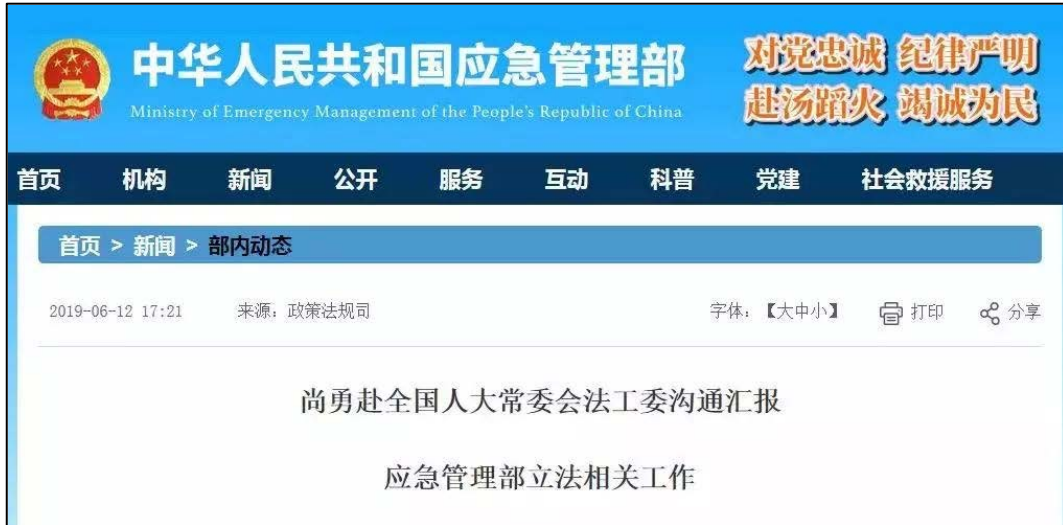 中华人民共和国应急管理部
Ministry of Emergency Management of the People's Republic of China
对党忠诚 纪律严明
赴汤蹈火 竭诚为民
首页 机构 新闻 公开 服务 互动 科普 党建 社会救援服务
首页 > 新闻 > 部内动态
2019-06-12 17:21 来源：政策法规司 字体：【大中小】 打印 分享
尚勇赴全国人大常委会法工委沟通汇报
应急管理部立法相关工作